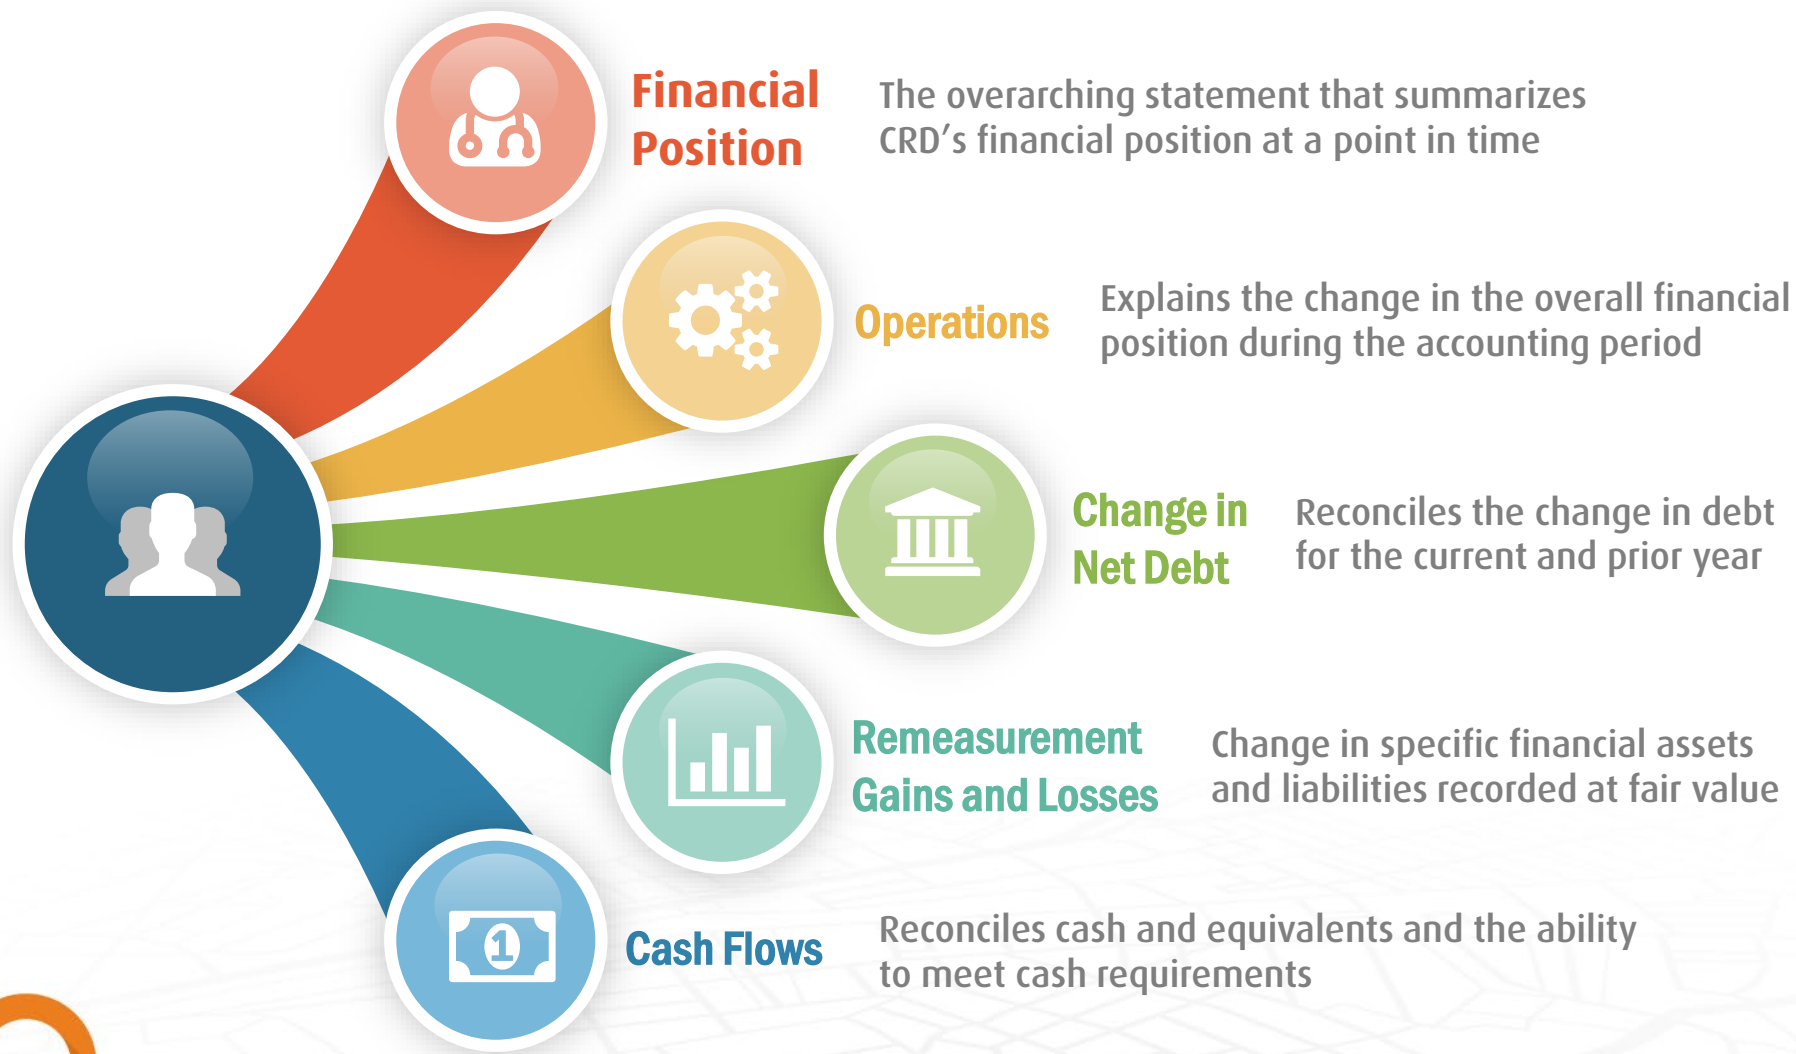 Financial
Position
The overarching statement that summarizes
CRD's financial position at a point in time
Operations
Explains the change in the overall financial
position during the accounting period
Change in
Net Debt
Reconciles the change in debt
for the current and prior year
Remeasurement
Gains and Losses
Change in specific financial assets
and liabilities recorded at fair value
1
Cash Flows
Reconciles cash and equivalents and the ability
to meet cash requirements